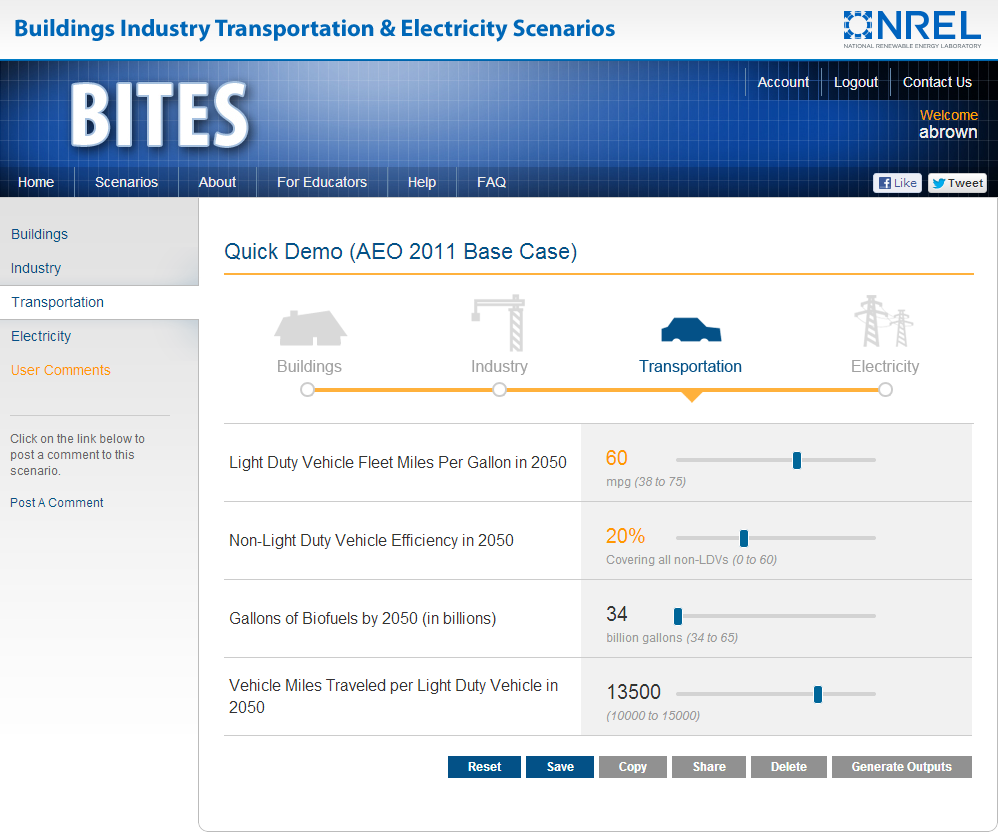 Buildings Industry Transportation & Electricity Scenarios
NREL
NATIONAL RENEWABLE ENERGY LABORATORY
BITES
Account
Logout
Contact Us
Welcome
abrown
Home
Scenarios
About
For Educators
Help
FAQ
Like
Tweet
Buildings
Industry
Transportation
Electricity
User Comments
Click on the link below to
post a comment to this
scenario.
Post A Comment
Quick Demo (AEO 2011 Base Case)
Buildings
Industry
Transportation
Electricity
Light Duty Vehicle Fleet Miles Per Gallon in 2050
60
mpg (38 to 75)
Non-Light Duty Vehicle Efficiency in 2050
20%
Covering all non-LDVs (0 to 60)
Gallons of Biofuels by 2050 (in billions)
34
billion gallons (34 to 65)
Vehicle Miles Traveled per Light Duty Vehicle in
2050
13500
(10000 to 15000)
Reset
Save
Copy
Share
Delete
Generate Outputs